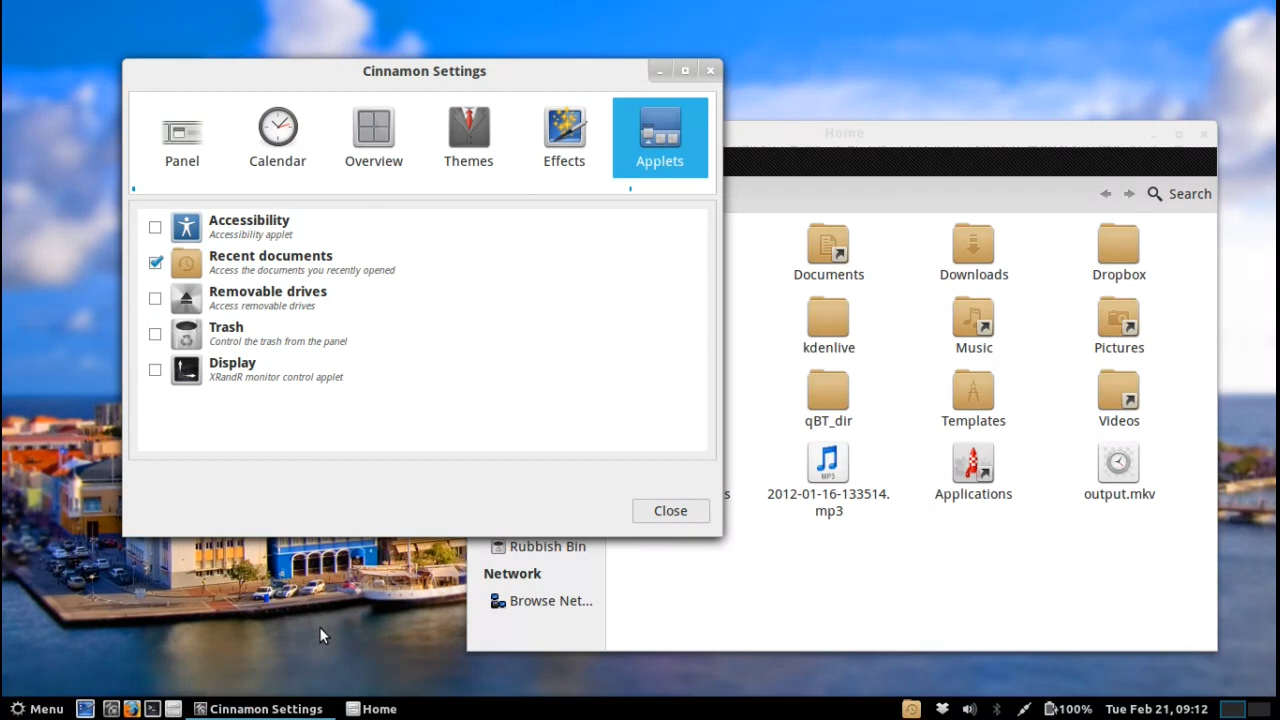 Cinnamon Settings
Panel
Calendar
Overview
Themes
Effects
Applets
Accessibility
Accessibility applet
Recent documents
Access the documents you recently opened
Removable drives
Access removable drives
Trash
Control the trash from the panel
Display
XRandR monitor control applet
Close
Home
Search
Documents
Downloads
Dropbox
kdenlive
Music
Pictures
qBT_dir
Templates
Videos
MP3
2012-01-16-133514.
mp3
Applications
output.mkv
s
Rubbish Bin
Network
Browse Net...
Menu
Cinnamon Settings
Home
100%
Tue Feb 21, 09:12